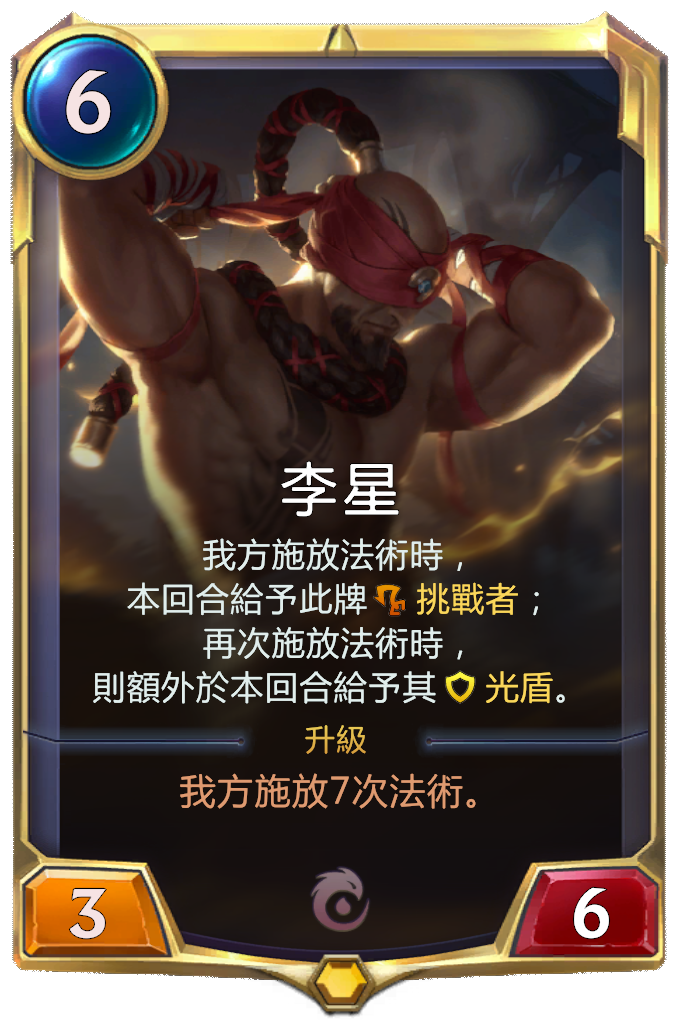 6
李星
我方施放法術時，
本回合給予此牌 挑戰者；
再次施放法術時，
則額外於本回合給予其 光盾。
升級
我方施放7次法術。
3
6